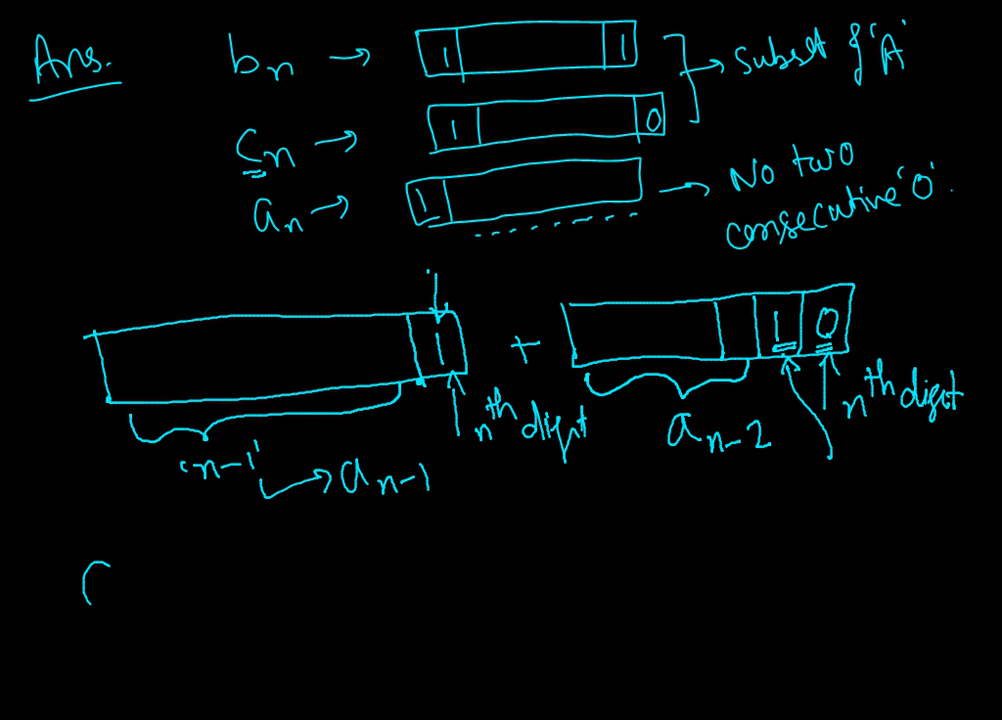 Ans. bn → 1 1 → subset of 'A'
cn → 1 0
an → 1 → No two consecutive '0'.
1 + 1 0
nth digit nth digit
'n-1' → an-1 an-2
(